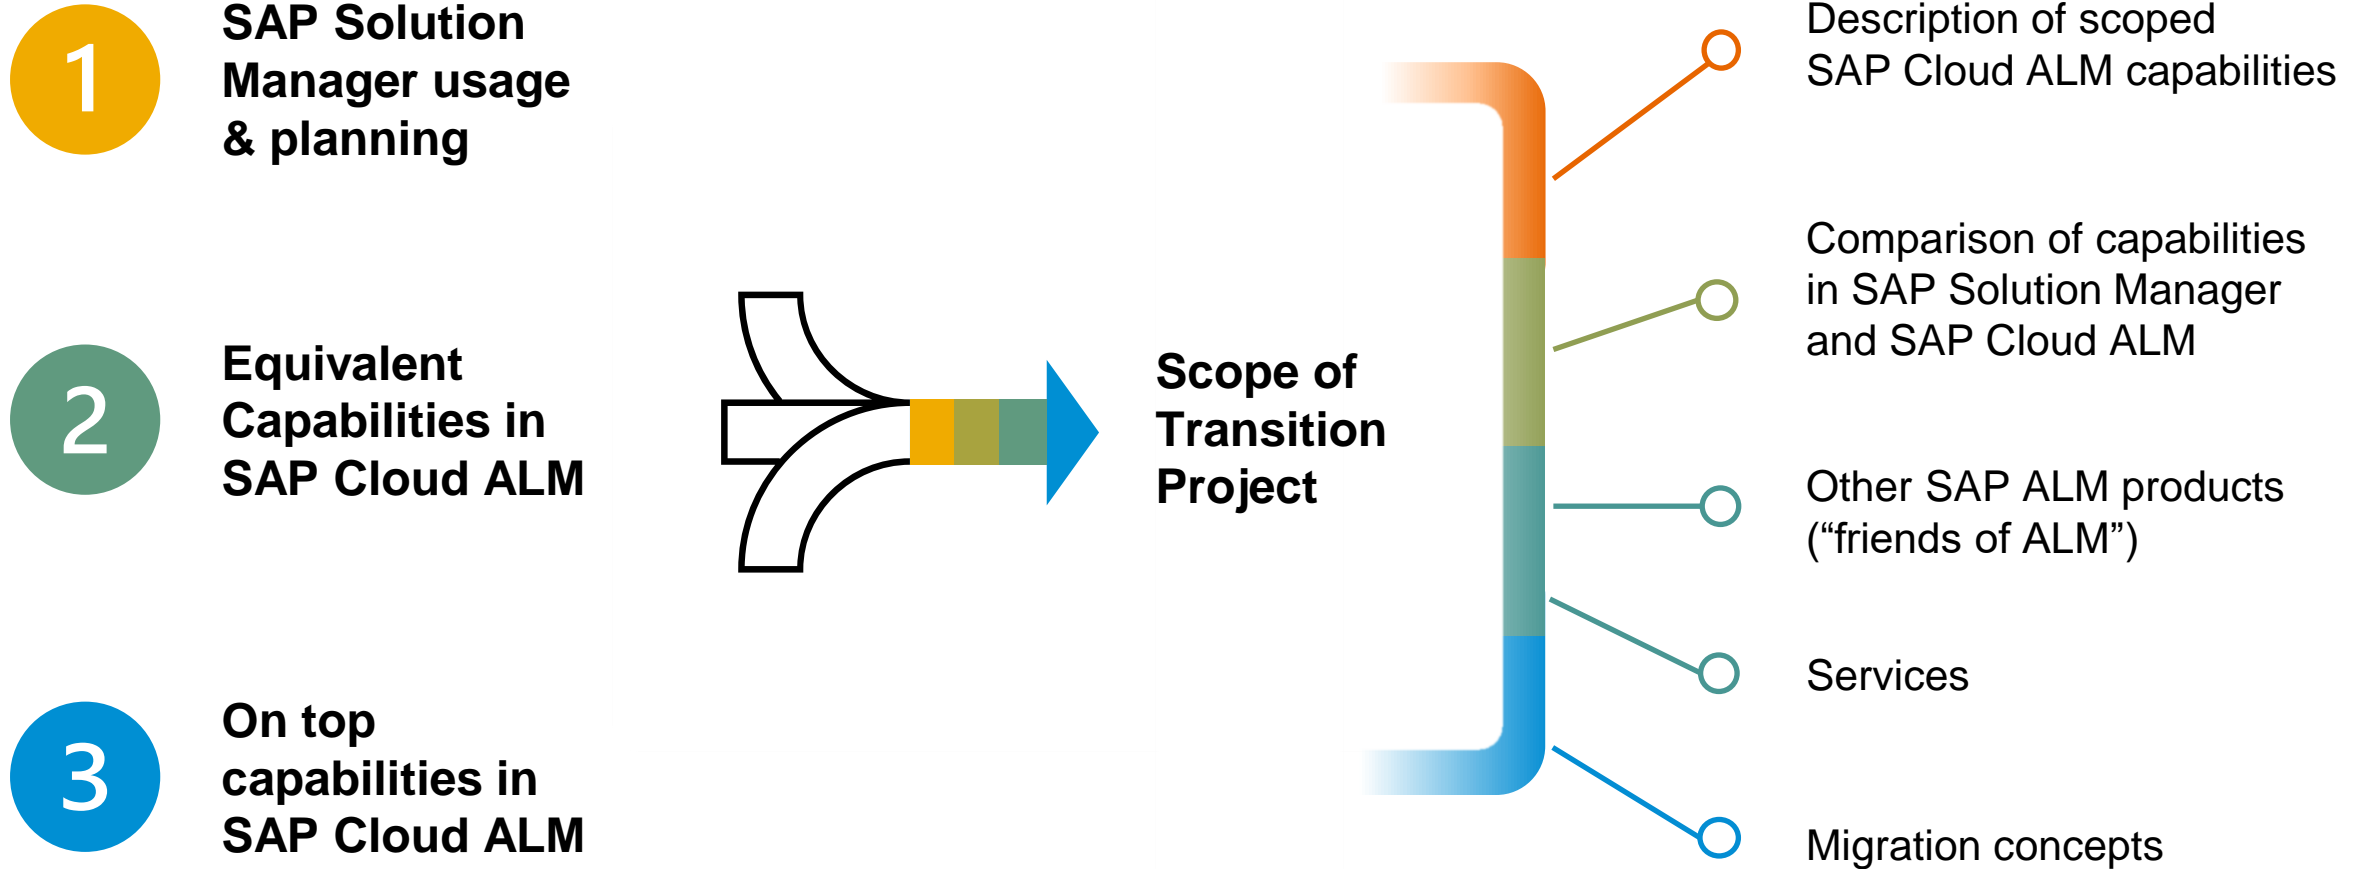 1
SAP Solution
Manager usage
& planning
2
Equivalent
Capabilities in
SAP Cloud ALM
3
On top
capabilities in
SAP Cloud ALM
Scope of
Transition
Project
Description of scoped
SAP Cloud ALM capabilities
Comparison of capabilities
in SAP Solution Manager
and SAP Cloud ALM
Other SAP ALM products
(“friends of ALM”)
Services
Migration concepts